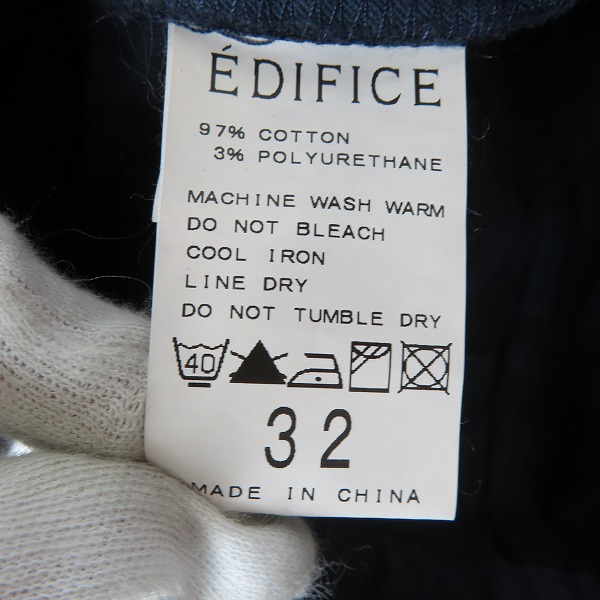 ÉDIFICE
97% COTTON
3% POLYURETHANE
MACHINE WASH WARM
DO NOT BLEACH
COOL IRON
LINE DRY
DO NOT TUMBLE DRY
40
32
MADE IN CHINA